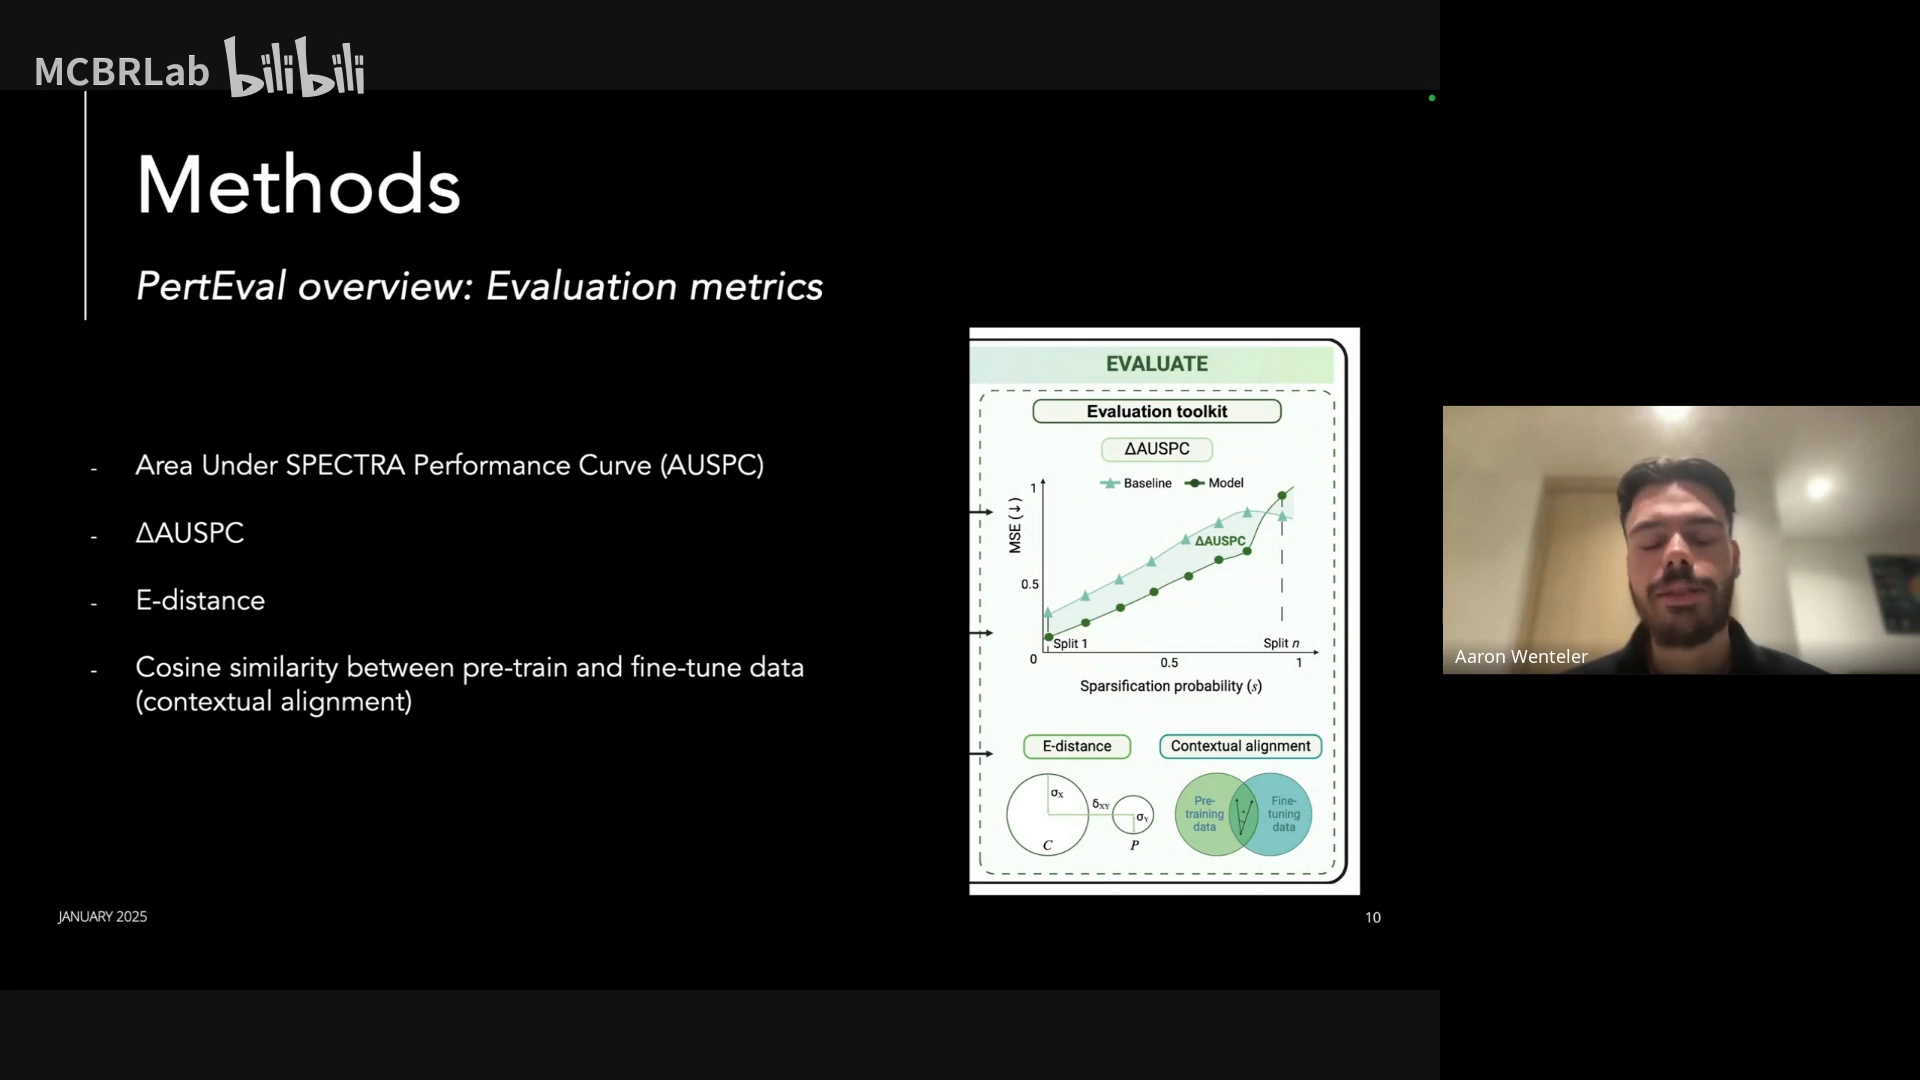 MCBRLab bilibili
Methods
PertEval overview: Evaluation metrics
- Area Under SPECTRA Performance Curve (AUSPC)
- ΔAUSPC
- E-distance
- Cosine similarity between pre-train and fine-tune data
(contextual alignment)
EVALUATE
Evaluation toolkit
ΔAUSPC
Baseline Model
1
MSE (↓)
ΔAUSPC
0.5
Split 1
Split n
0
0.5
1
Sparsification probability (s)
E-distance
Contextual alignment
σX
δXY
σY
C
P
Pre-
training
data
Fine-
tuning
data
JANUARY 2025
10
Aaron Wenteler